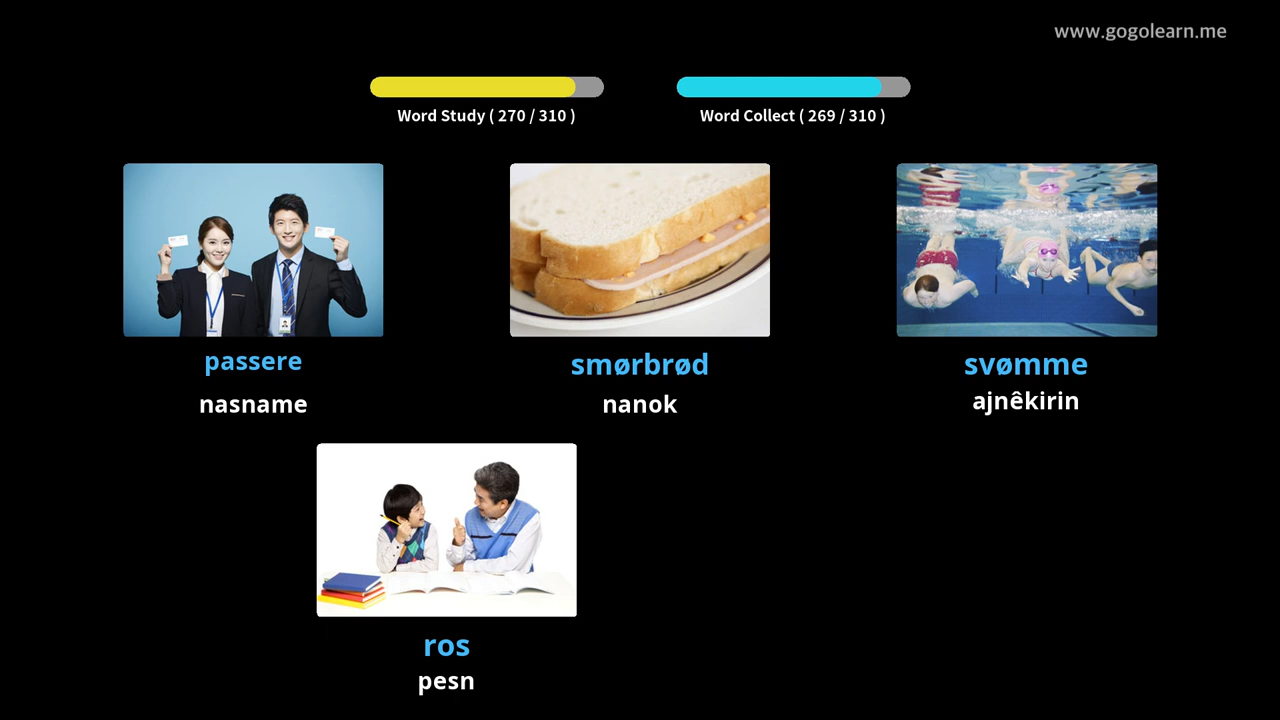 www.gogolearn.me
Word Study ( 270 / 310 )
Word Collect ( 269 / 310 )
passere
nasname
smørbrød
nanok
svømme
ajnêkirin
ros
pesn